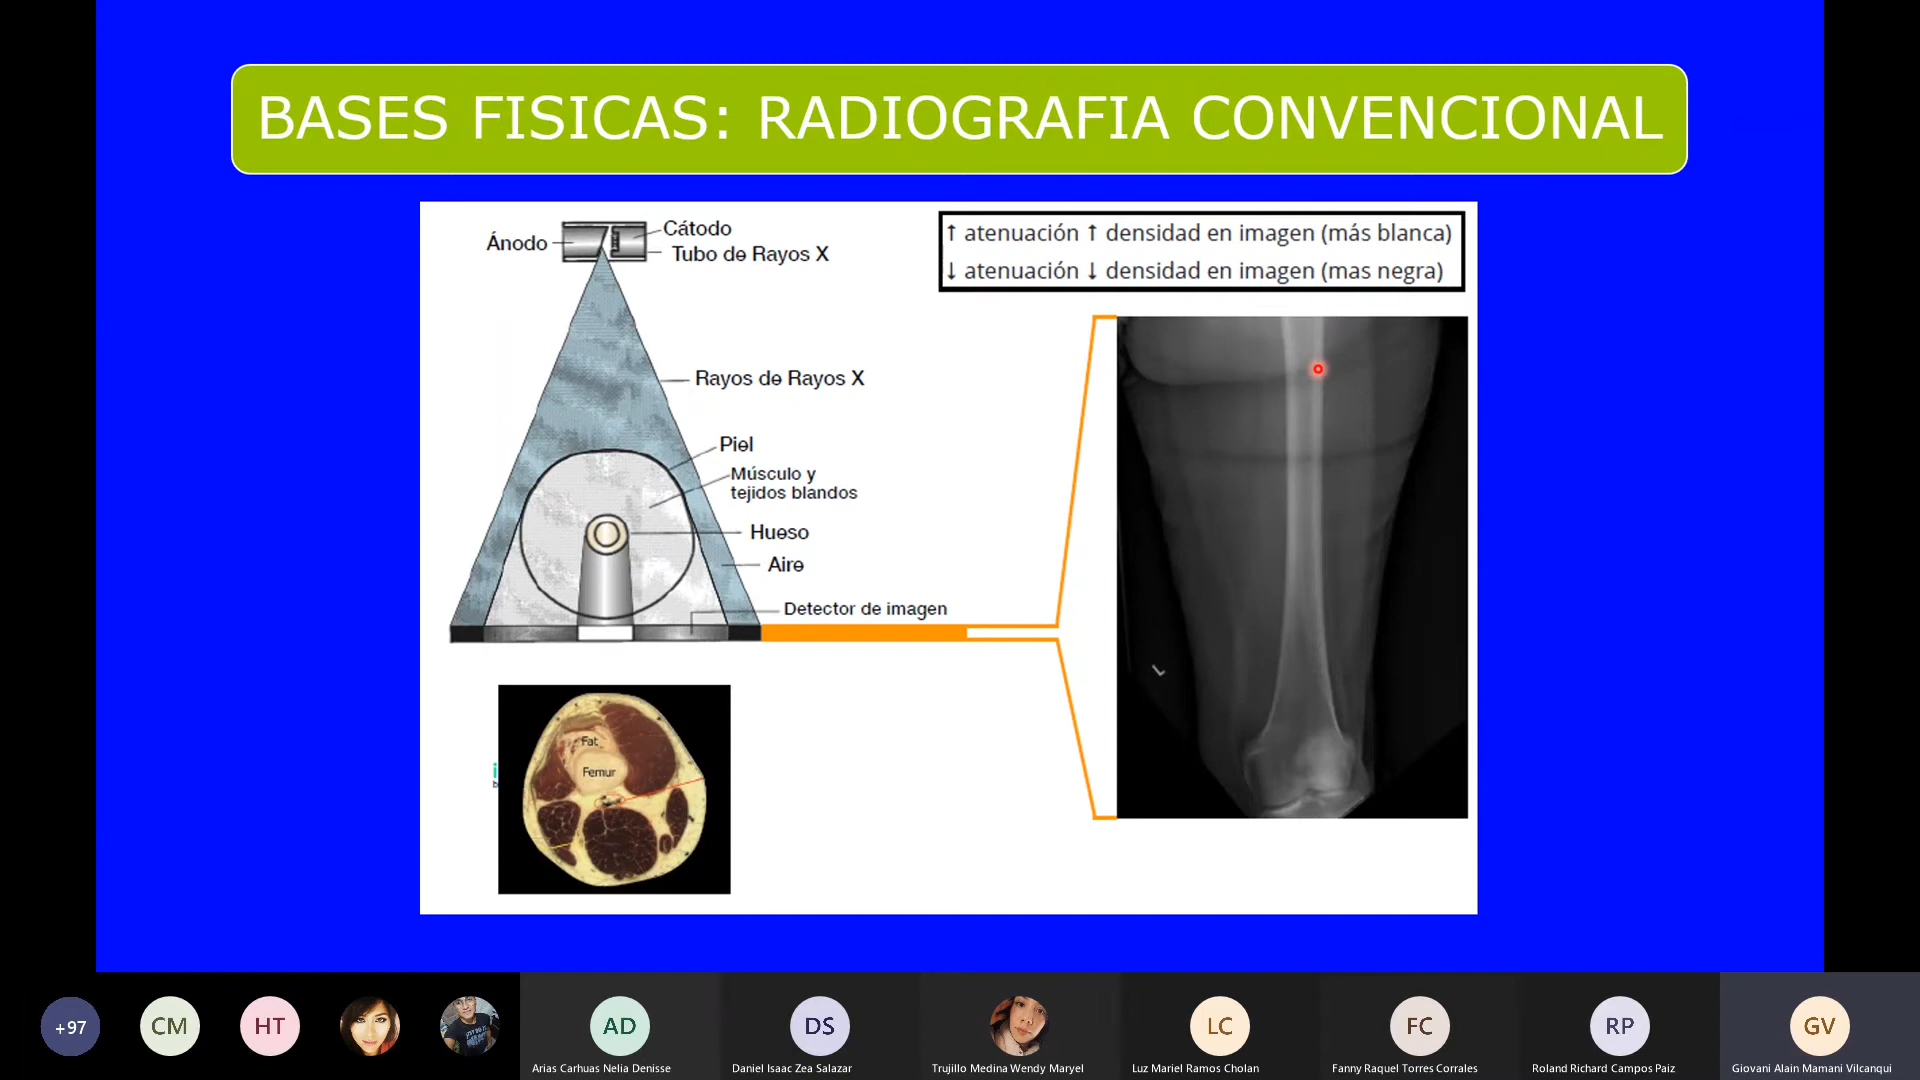 BASES FISICAS: RADIOGRAFIA CONVENCIONAL
Ánodo
Cátodo
Tubo de Rayos X
↑ atenuación ↑ densidad en imagen (más blanca)
↓ atenuación ↓ densidad en imagen (mas negra)
Rayos de Rayos X
Piel
Músculo y
tejidos blandos
Hueso
Aire
Detector de imagen
Fat
Femur
L
+97
CM
HT
AD
DS
LC
FC
RP
GV
Arias Carhuas Nelia Denisse
Daniel Isaac Zea Salazar
Trujillo Medina Wendy Maryel
Luz Mariel Ramos Cholan
Fanny Raquel Torres Corrales
Roland Richard Campos Paiz
Giovani Alain Mamani Vilcanqui